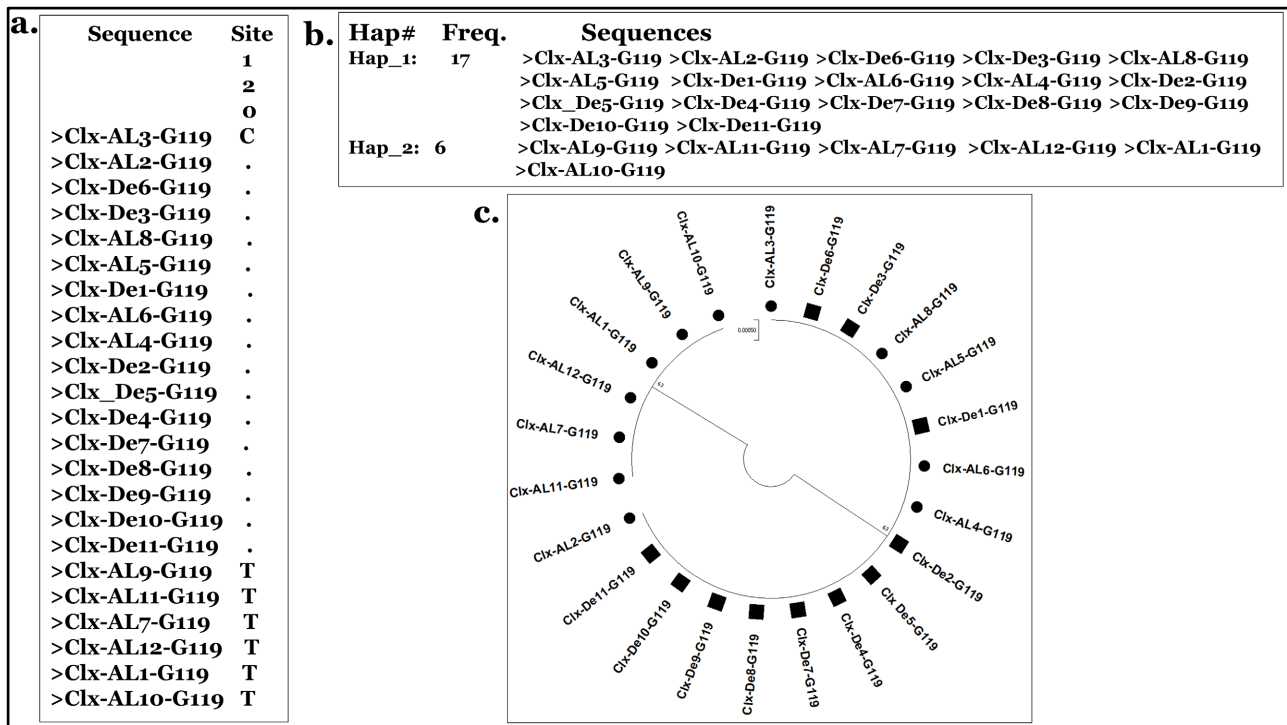 a.
Sequence Site
1
2
0
>Clx-AL3-G119 C
>Clx-AL2-G119 .
>Clx-De6-G119 .
>Clx-De3-G119 .
>Clx-AL8-G119 .
>Clx-AL5-G119 .
>Clx-De1-G119 .
>Clx-AL6-G119 .
>Clx-AL4-G119 .
>Clx-De2-G119 .
>Clx_De5-G119 .
>Clx-De4-G119 .
>Clx-De7-G119 .
>Clx-De8-G119 .
>Clx-De9-G119 .
>Clx-De10-G119 .
>Clx-De11-G119 .
>Clx-AL9-G119 T
>Clx-AL11-G119 T
>Clx-AL7-G119 T
>Clx-AL12-G119 T
>Clx-AL1-G119 T
>Clx-AL10-G119 T
b.
Hap# Freq. Sequences
Hap_1: 17 >Clx-AL3-G119 >Clx-AL2-G119 >Clx-De6-G119 >Clx-De3-G119 >Clx-AL8-G119
>Clx-AL5-G119 >Clx-De1-G119 >Clx-AL6-G119 >Clx-AL4-G119 >Clx-De2-G119
>Clx_De5-G119 >Clx-De4-G119 >Clx-De7-G119 >Clx-De8-G119 >Clx-De9-G119
>Clx-De10-G119 >Clx-De11-G119
Hap_2: 6 >Clx-AL9-G119 >Clx-AL11-G119 >Clx-AL7-G119 >Clx-AL12-G119 >Clx-AL1-G119
>Clx-AL10-G119
c.
Clx-AL3-G119
Clx-De6-G119
Clx-De3-G119
Clx-AL8-G119
Clx-AL5-G119
Clx-De1-G119
Clx-AL6-G119
Clx-AL4-G119
Clx-De2-G119
Clx De5-G119
Clx-De4-G119
Clx-De7-G119
Clx-De8-G119
Clx-De9-G119
Clx-De10-G119
Clx-De11-G119
Clx-AL2-G119
Clx-AL11-G119
Clx-AL7-G119
Clx-AL12-G119
Clx-AL1-G119
Clx-AL9-G119
Clx-AL10-G119
0.00050
63
63